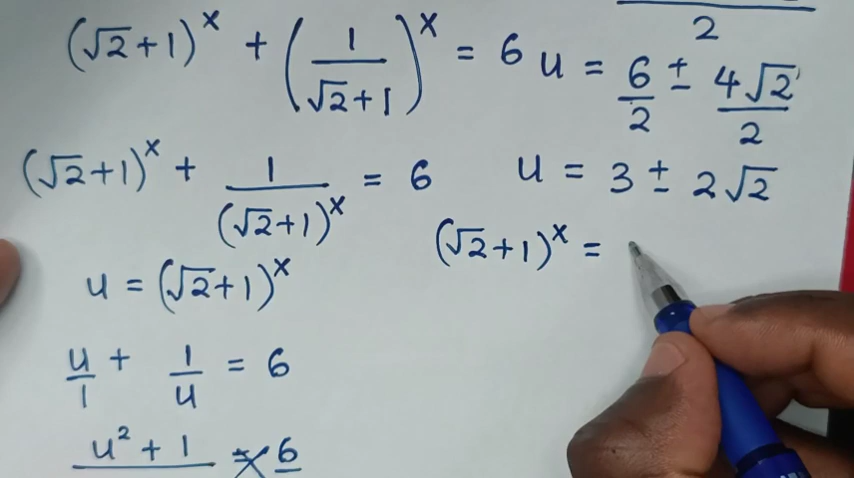 (√2+1)^x + (1/(√2+1))^x = 6
(√2+1)^x + 1/(√2+1)^x = 6
u = (√2+1)^x
u/1 + 1/u = 6
u² + 1 = 6
2
u = 6/2 ± 4√2/2
u = 3 ± 2√2
(√2+1)^x =